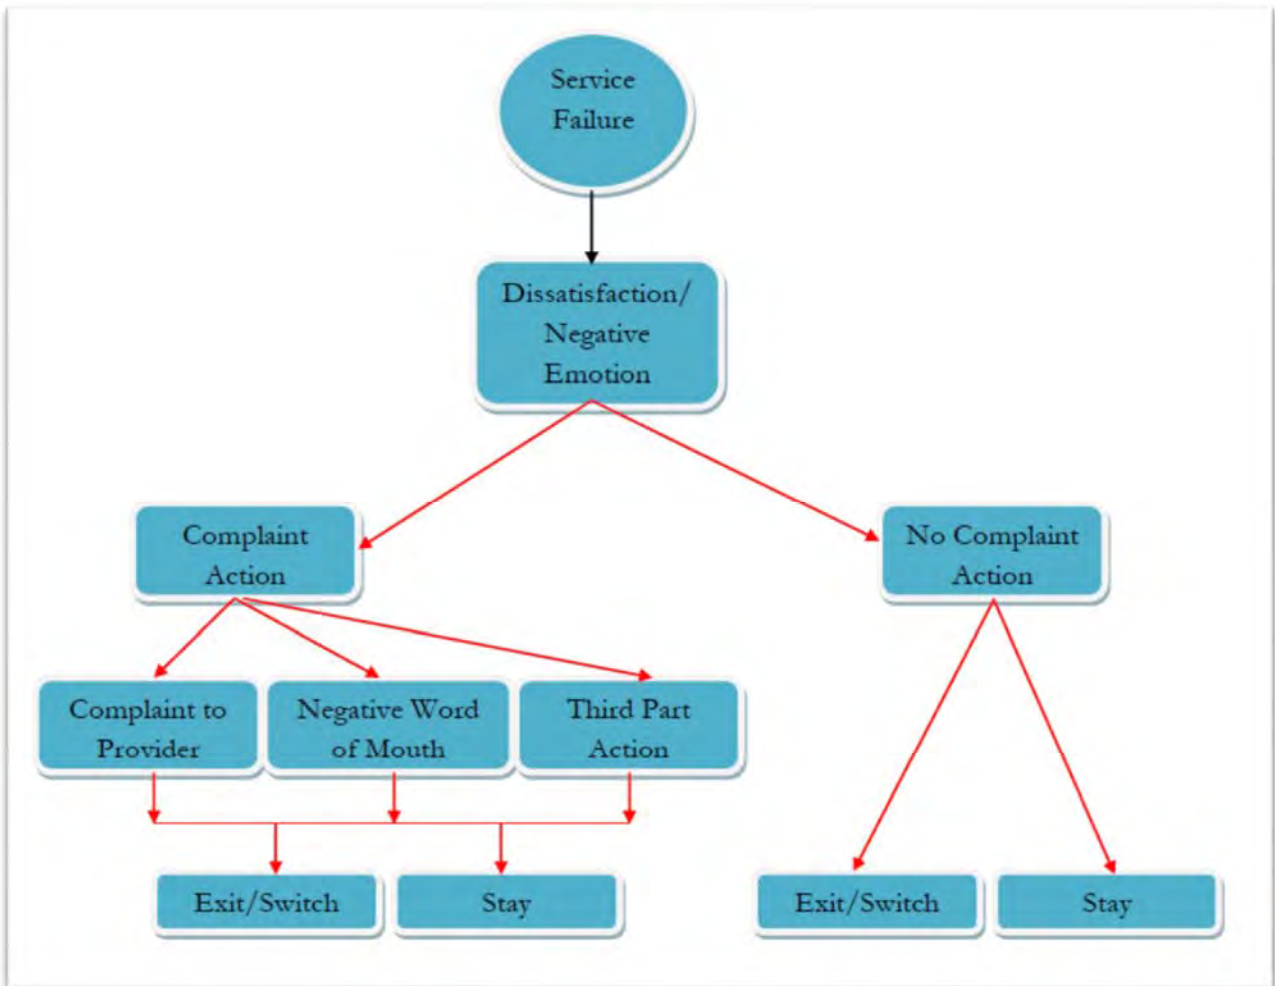 Service
Failure
Dissatisfaction/
Negative
Emotion
Complaint
Action
No Complaint
Action
Complaint to
Provider
Negative Word
of Mouth
Third Part
Action
Exit/Switch
Stay
Exit/Switch
Stay